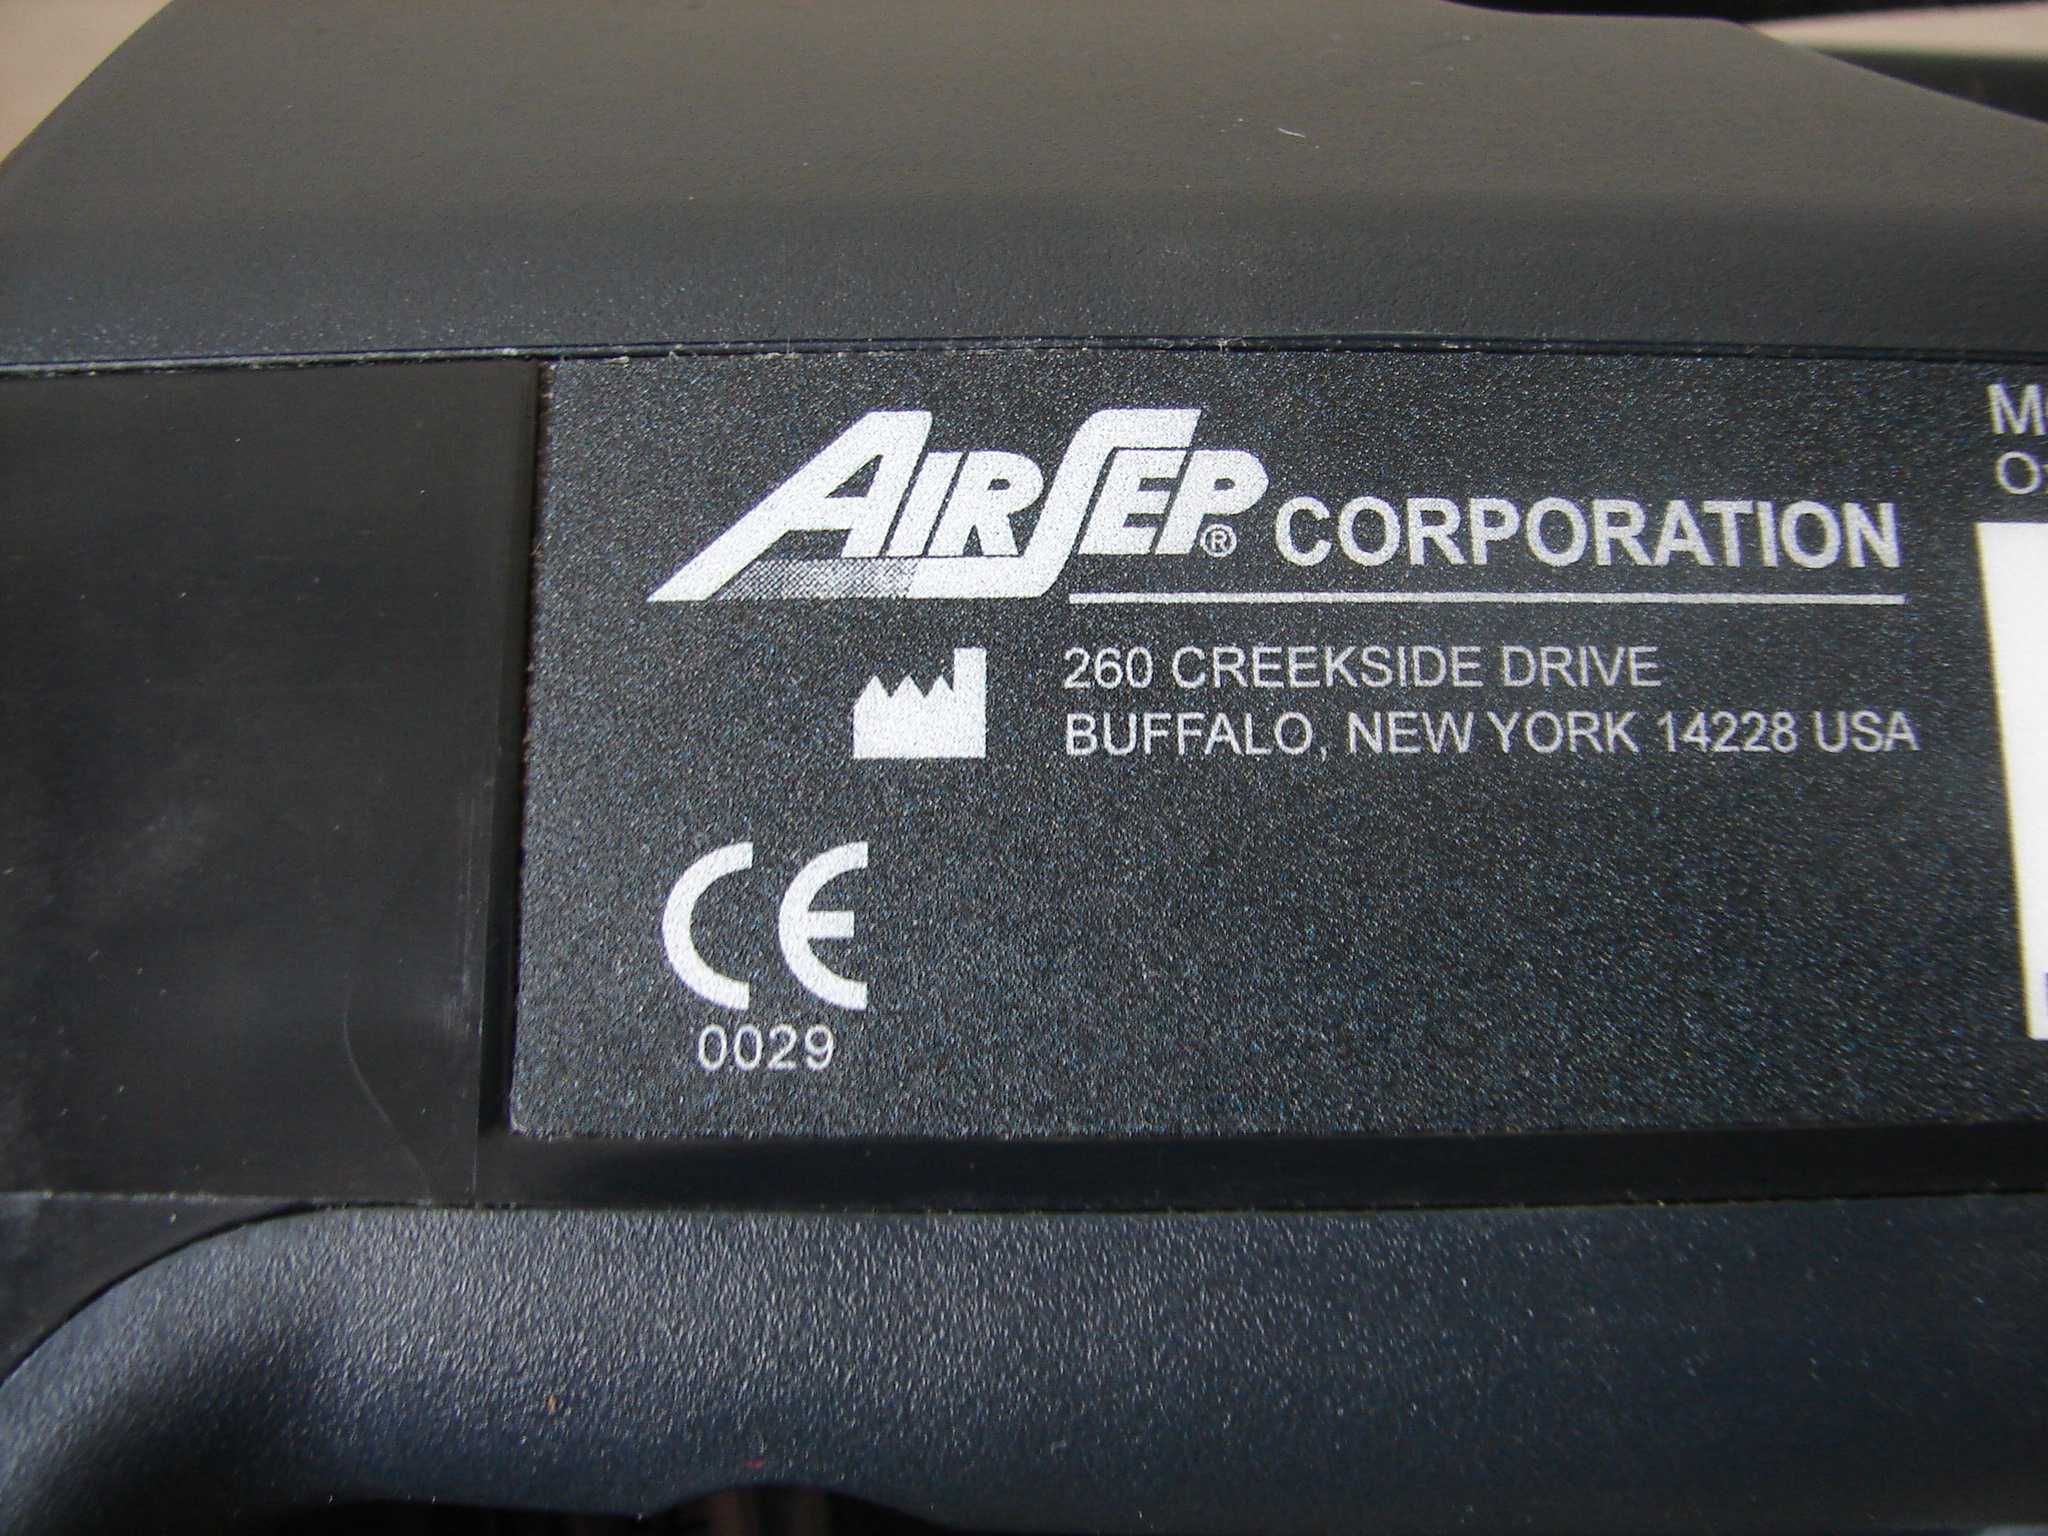 AIRSEP® CORPORATION
260 CREEKSIDE DRIVE
BUFFALO, NEW YORK 14228 USA
CE
0029